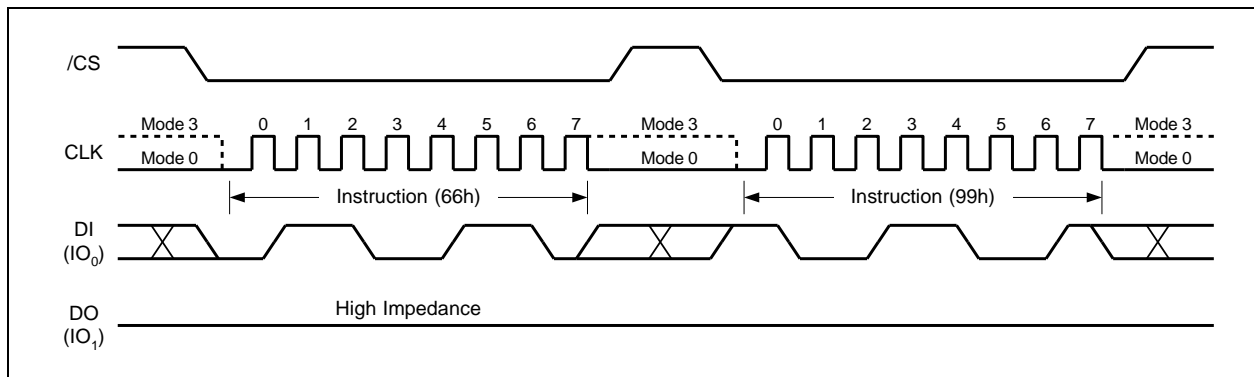 /CS
Mode 3 0 1 2 3 4 5 6 7 Mode 3 0 1 2 3 4 5 6 7 Mode 3
CLK Mode 0 Mode 0 Mode 0
Instruction (66h) Instruction (99h)
DI
(IO0)
DO High Impedance
(IO1)